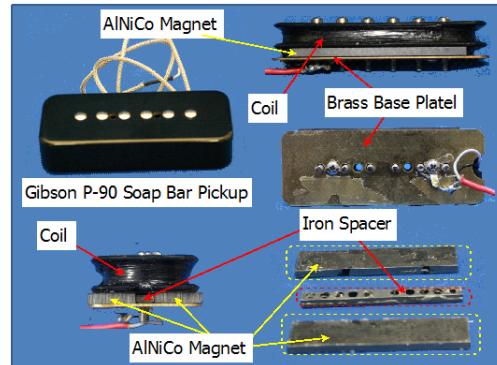 AlNiCo Magnet
Coil
Brass Base Platel
Gibson P-90 Soap Bar Pickup
Iron Spacer
Coil
AlNiCo Magnet